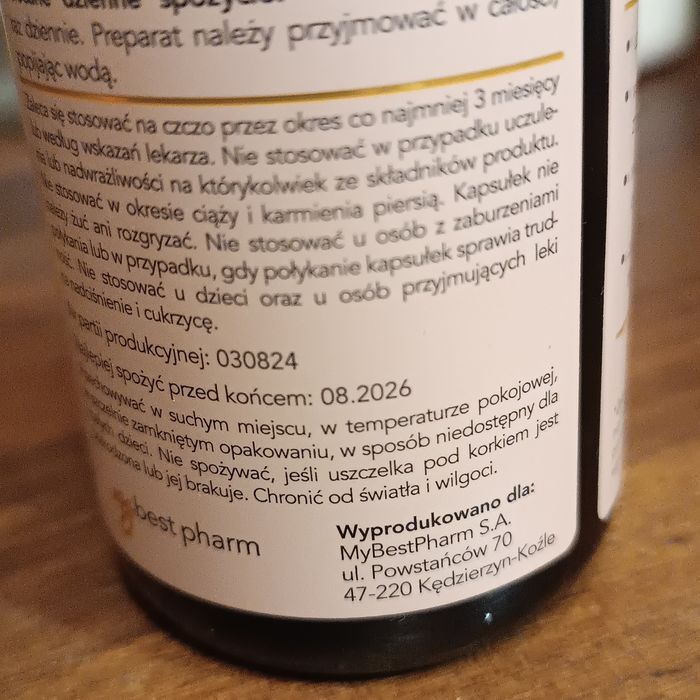 dziennie. Preparat należy przyjmować w całości,
popijając wodą.
Zaleca się stosować na czczo przez okres co najmniej 3 miesięcy
lub według wskazań lekarza. Nie stosować w przypadku uczule-
nia lub nadwrażliwości na którykolwiek ze składników produktu.
Nie stosować w okresie ciąży i karmienia piersią. Kapsułek nie
należy żuć ani rozgryzać. Nie stosować u osób z zaburzeniami
połykania lub w przypadku, gdy połykanie kapsułek sprawia trud-
ność. Nie stosować u dzieci oraz u osób przyjmujących leki
na nadciśnienie i cukrzycę.
partii produkcyjnej: 030824
Najlepiej spożyć przed końcem: 08.2026
Przechowywać w suchym miejscu, w temperaturze pokojowej,
zamkniętym opakowaniu, w sposób niedostępny dla
małych dzieci. Nie spożywać, jeśli uszczelka pod korkiem jest
uszkodzona lub jej brakuje. Chronić od światła i wilgoci.
best pharm
Wyprodukowano dla:
MyBestPharm S.A.
ul. Powstańców 70
47-220 Kędzierzyn-Koźle